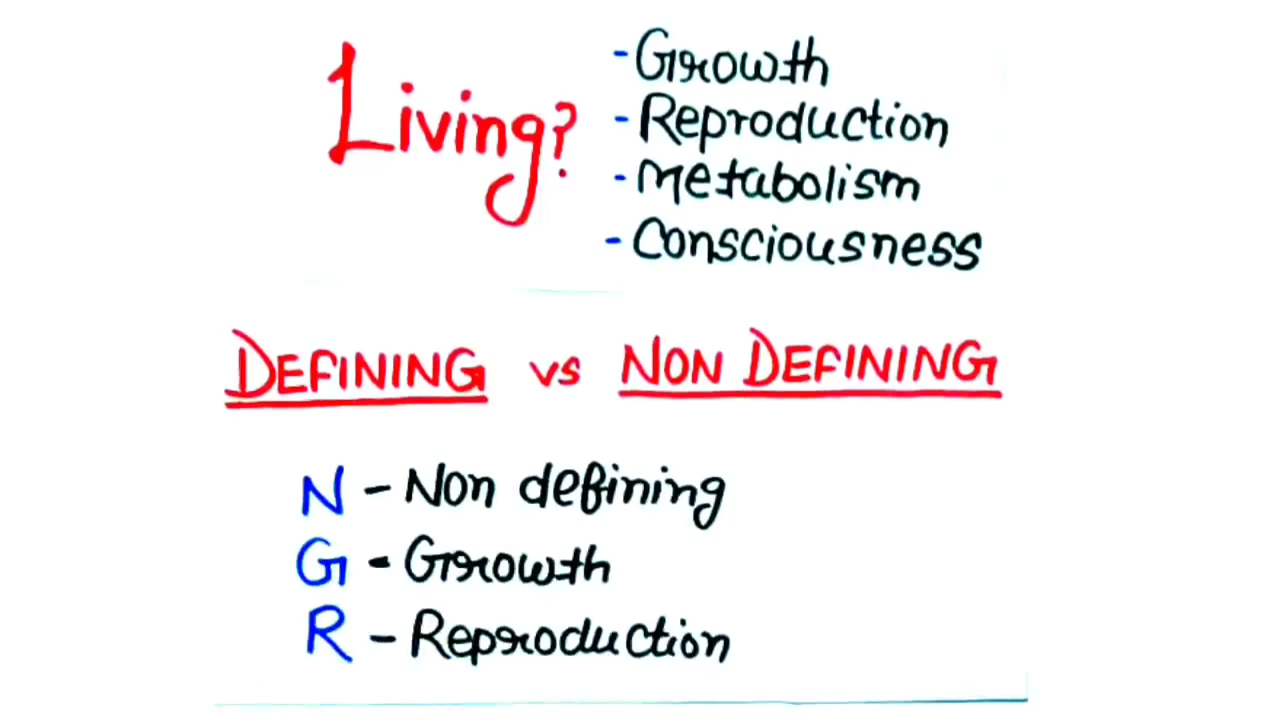 Living?
- Growth
- Reproduction
- Metabolism
- Consciousness
DEFINING vs NON DEFINING
N - Non defining
G - Growth
R - Reproduction